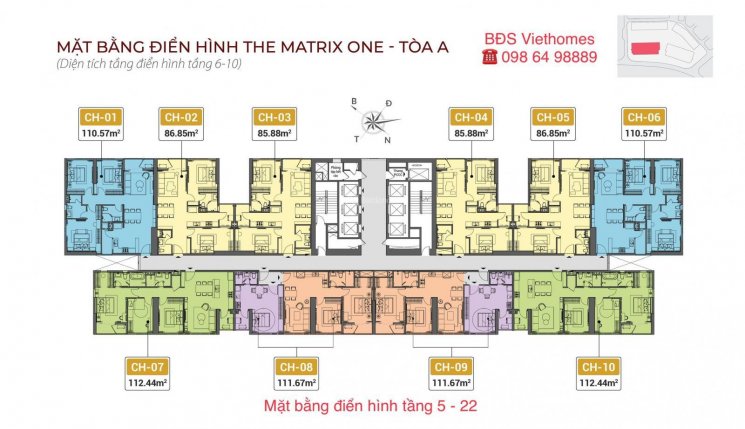 MẶT BẰNG ĐIỂN HÌNH THE MATRIX ONE - TÒA A
(Diện tích tầng điển hình tầng 6-10)
BĐS Viethomes
☎ 098 64 98889
B Đ
T N
CH-01
110.57m²
CH-02
86.85m²
CH-03
85.88m²
CH-04
85.88m²
CH-05
86.85m²
CH-06
110.57m²
CH-07
112.44m²
CH-08
111.67m²
CH-09
111.67m²
CH-10
112.44m²
Mặt bằng điển hình tầng 5 - 22